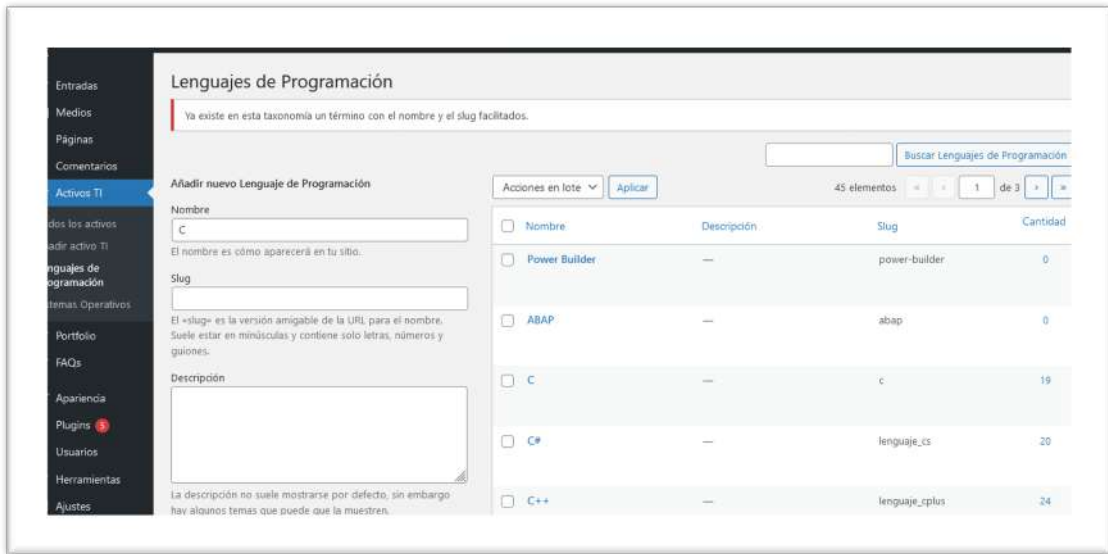 Entradas
Medios
Páginas
Comentarios
Activos TI
los activos
activo TI
Operativos
Portfolio
FAQs
Apariencia
Plugins 5
Usuarios
Herramientas
Ajustes
Lenguajes de Programación
Ya existe en esta taxonomía un término con el nombre y el slug facilitados.
Buscar Lenguajes de Programación
Añadir nuevo Lenguaje de Programación
Nombre
C
El nombre es cómo aparecerá en tu sitio.
Slug
El «slug» es la versión amigable de la URL para el nombre.
Suele estar en minúsculas y contiene solo letras, números y
guiones.
Descripción
La descripción no suele mostrarse por defecto, sin embargo
hay algunos temas que puede que la muestren.
Acciones en lote Aplicar 45 elementos « ‹ 1 de 3 › »
Nombre Descripción Slug Cantidad
Power Builder — power-builder 0
ABAP — abap 0
C — c 19
C# — lenguaje_cs 20
C++ — lenguaje_cplus 24